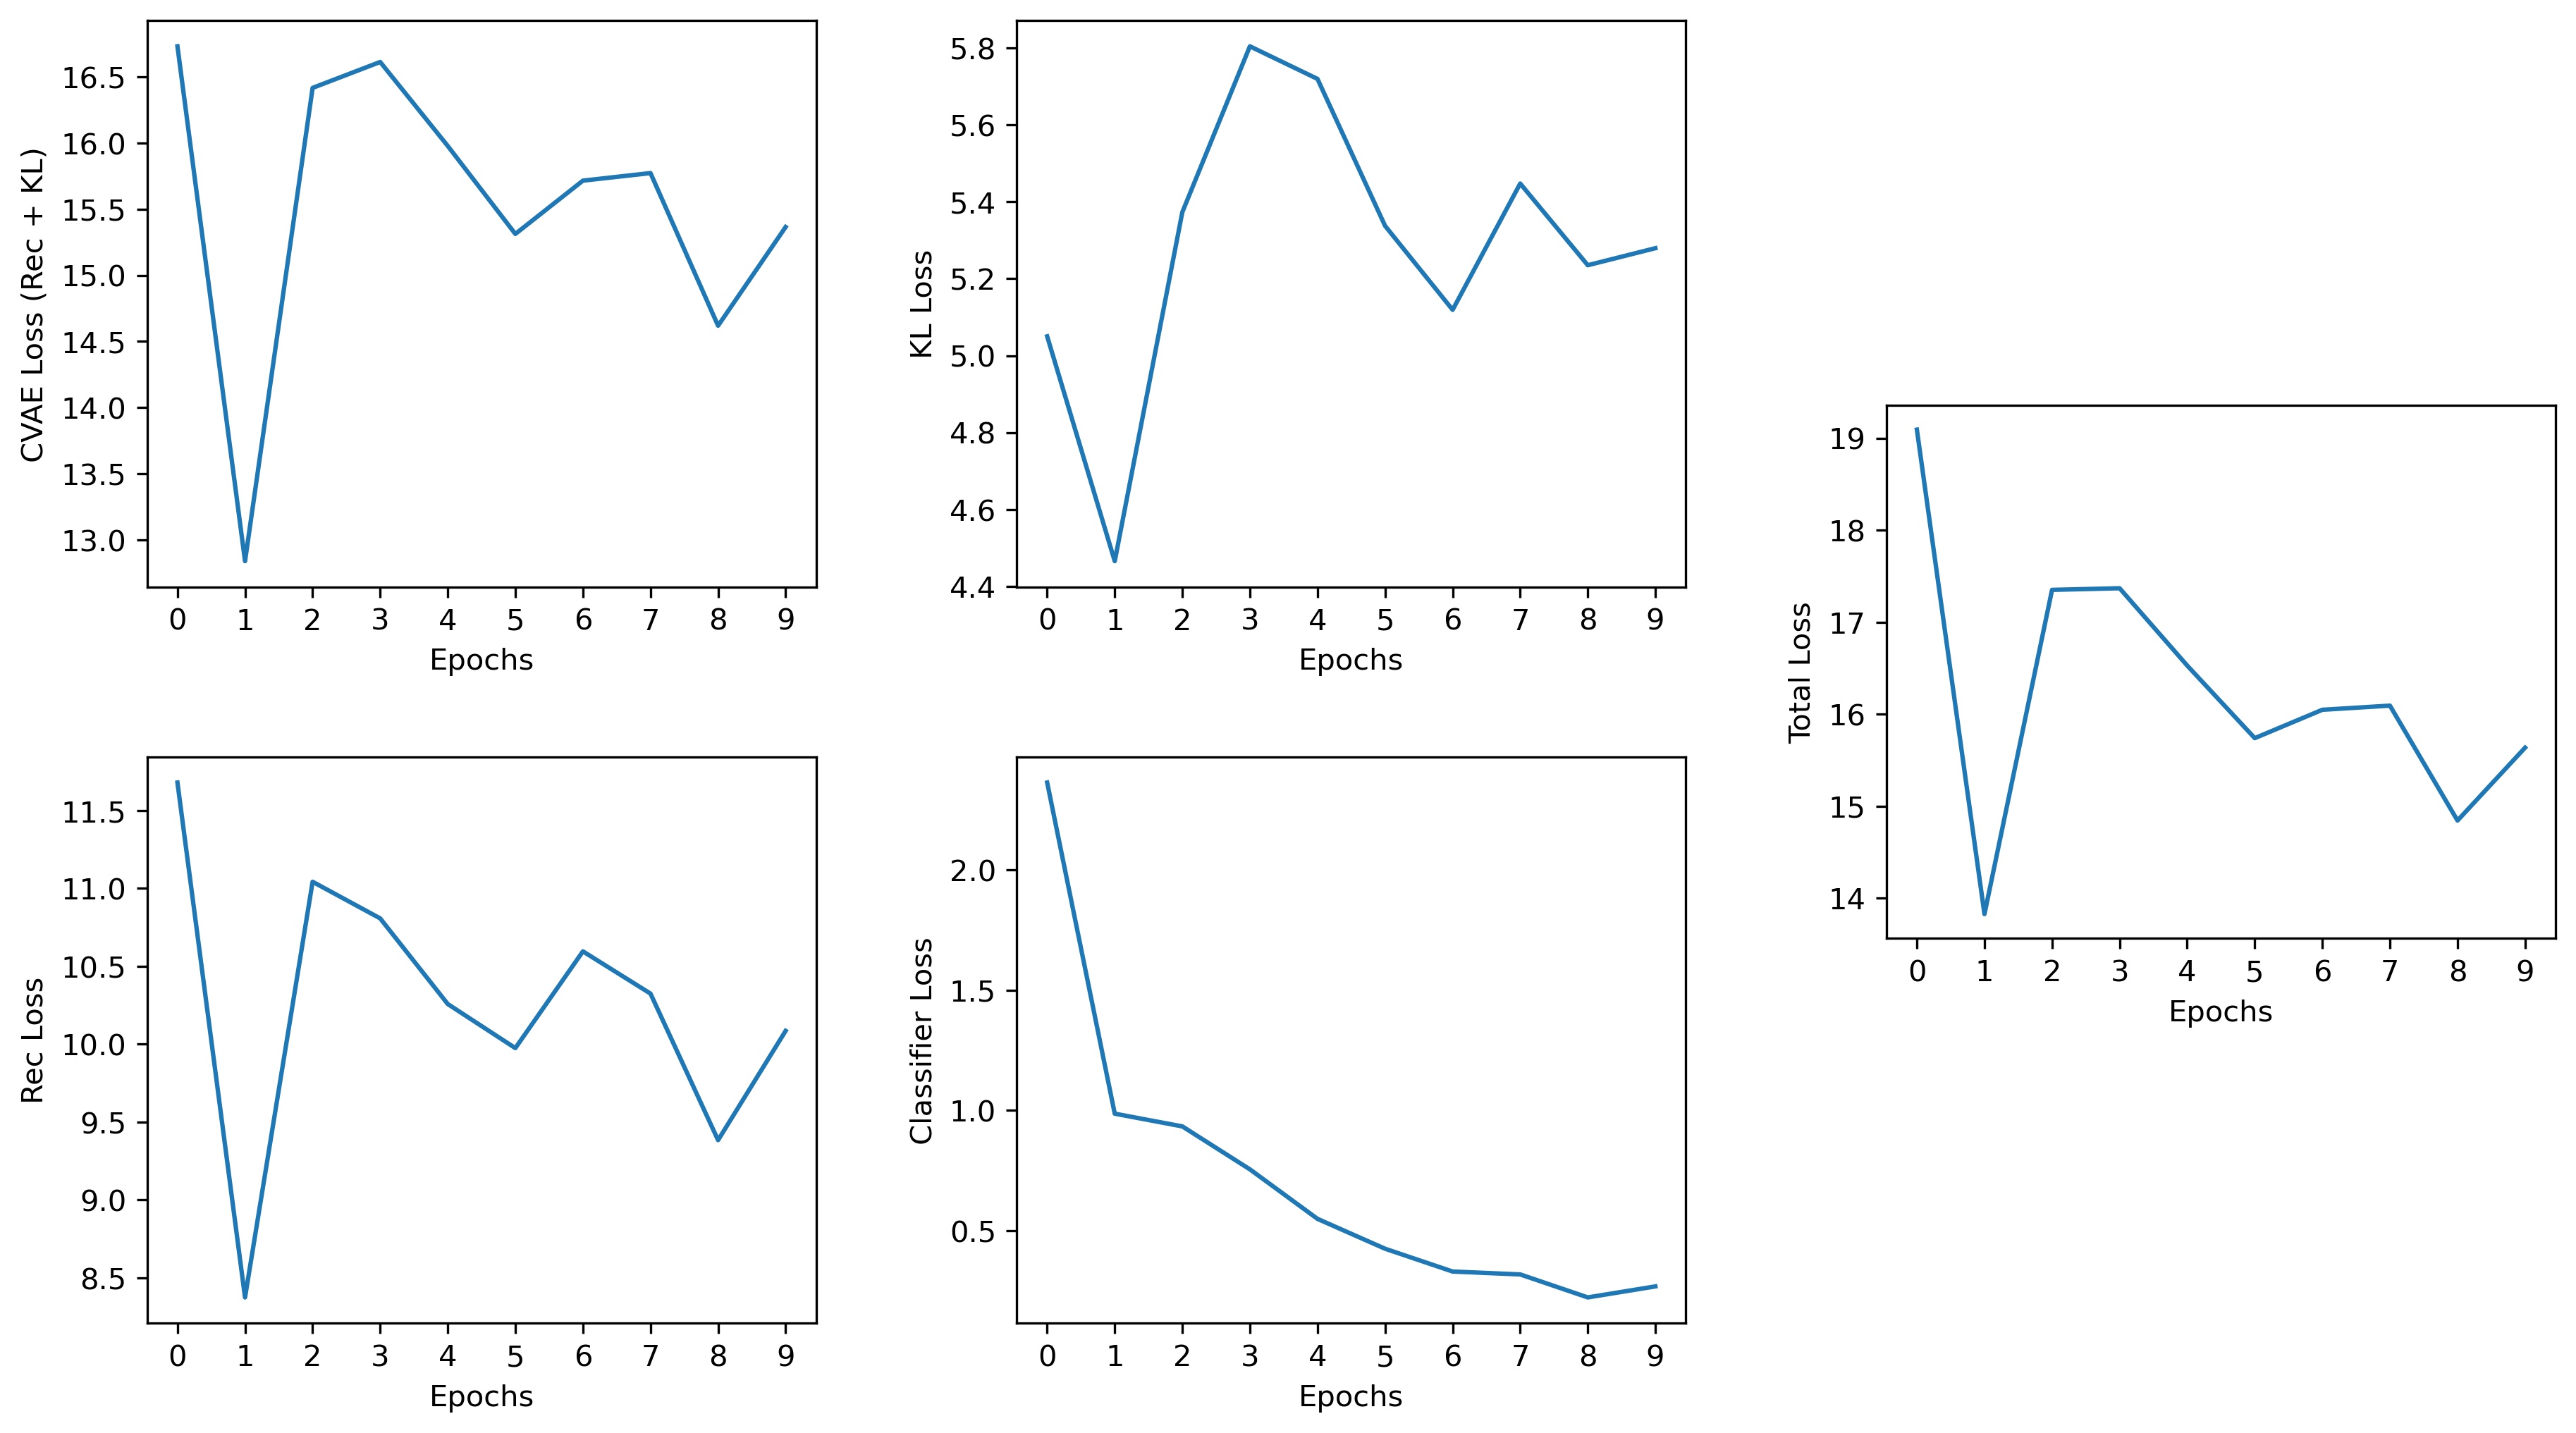 CVAE Loss (Rec + KL)
16.5
16.0
15.5
15.0
14.5
14.0
13.5
13.0
0 1 2 3 4 5 6 7 8 9
Epochs
KL Loss
5.8
5.6
5.4
5.2
5.0
4.8
4.6
4.4
0 1 2 3 4 5 6 7 8 9
Epochs
Rec Loss
11.5
11.0
10.5
10.0
9.5
9.0
8.5
0 1 2 3 4 5 6 7 8 9
Epochs
Classifier Loss
2.0
1.5
1.0
0.5
0 1 2 3 4 5 6 7 8 9
Epochs
Total Loss
19
18
17
16
15
14
0 1 2 3 4 5 6 7 8 9
Epochs